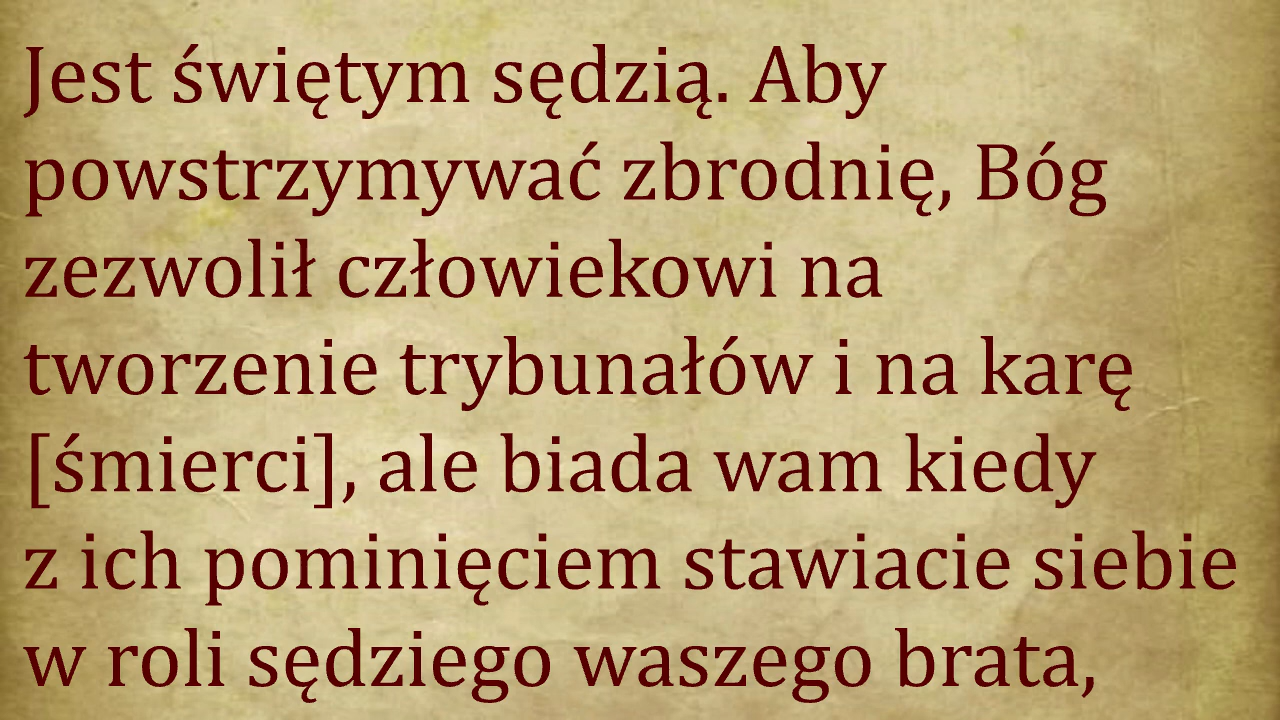 Jest świętym sędzią. Aby
powstrzymywać zbrodnię, Bóg
zezwolił człowiekowi na
tworzenie trybunałów i na karę
[śmierci], ale biada wam kiedy
z ich pominięciem stawiacie siebie
w roli sędziego waszego brata,